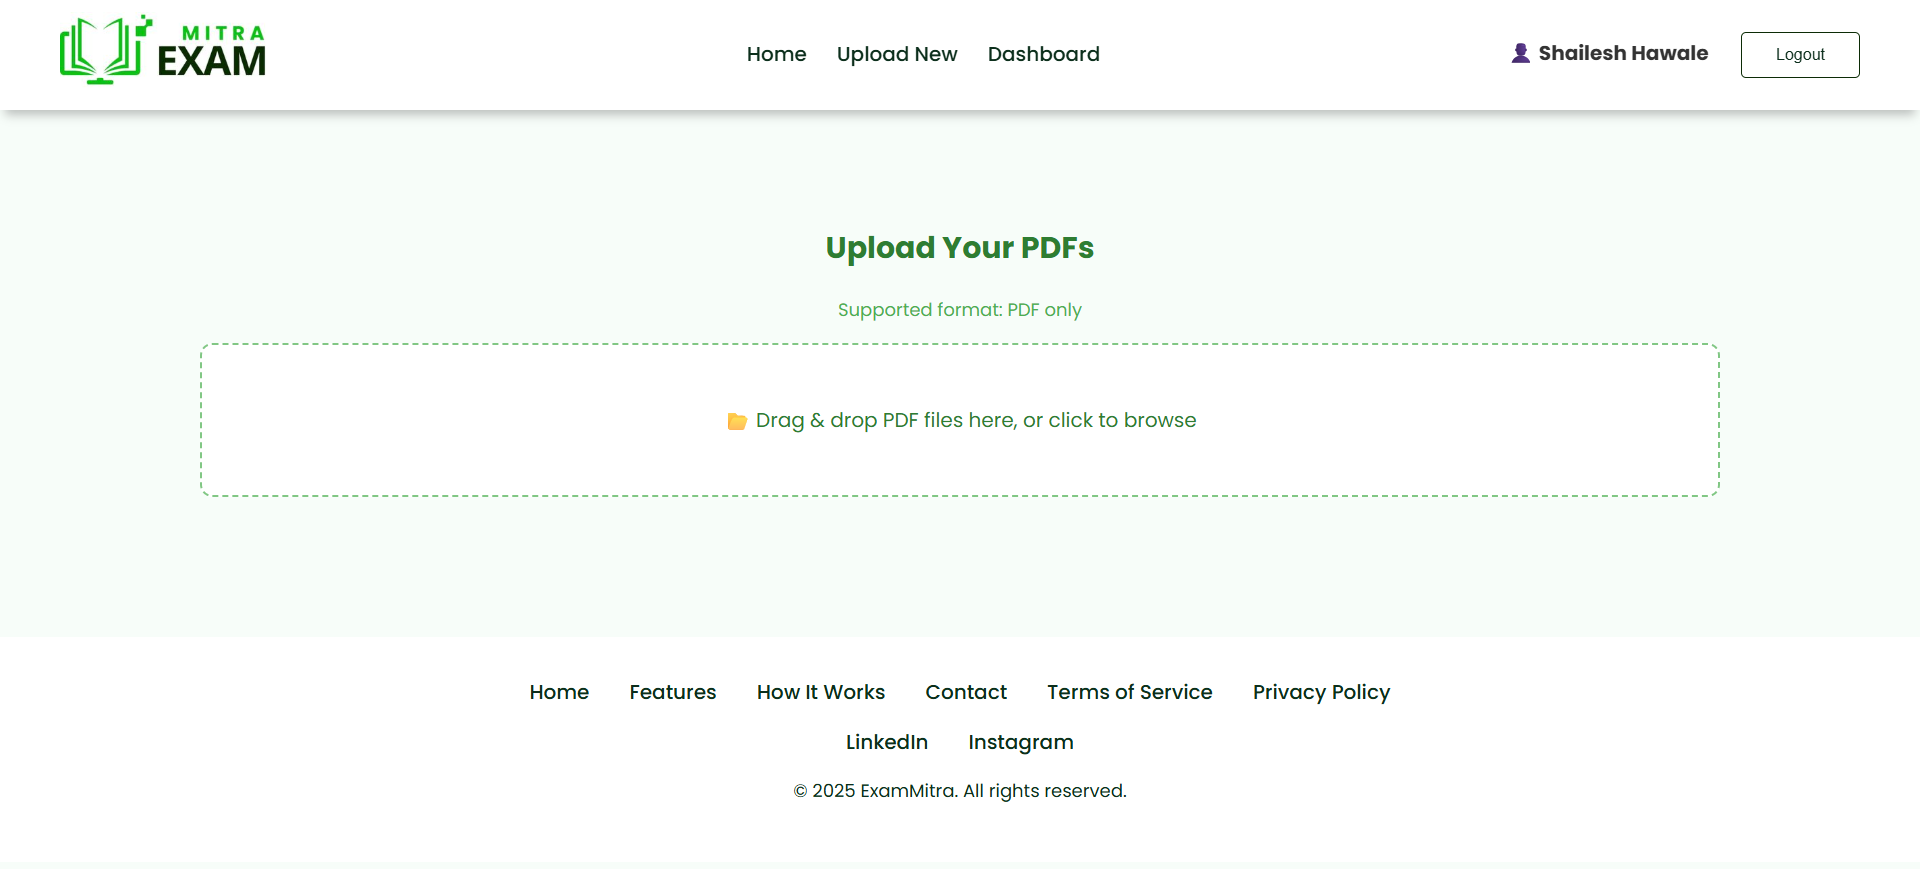 MITRA
EXAM
Home Upload New Dashboard
Shailesh Hawale
Logout
Upload Your PDFs
Supported format: PDF only
Drag & drop PDF files here, or click to browse
Home Features How It Works Contact Terms of Service Privacy Policy
LinkedIn Instagram
© 2025 ExamMitra. All rights reserved.